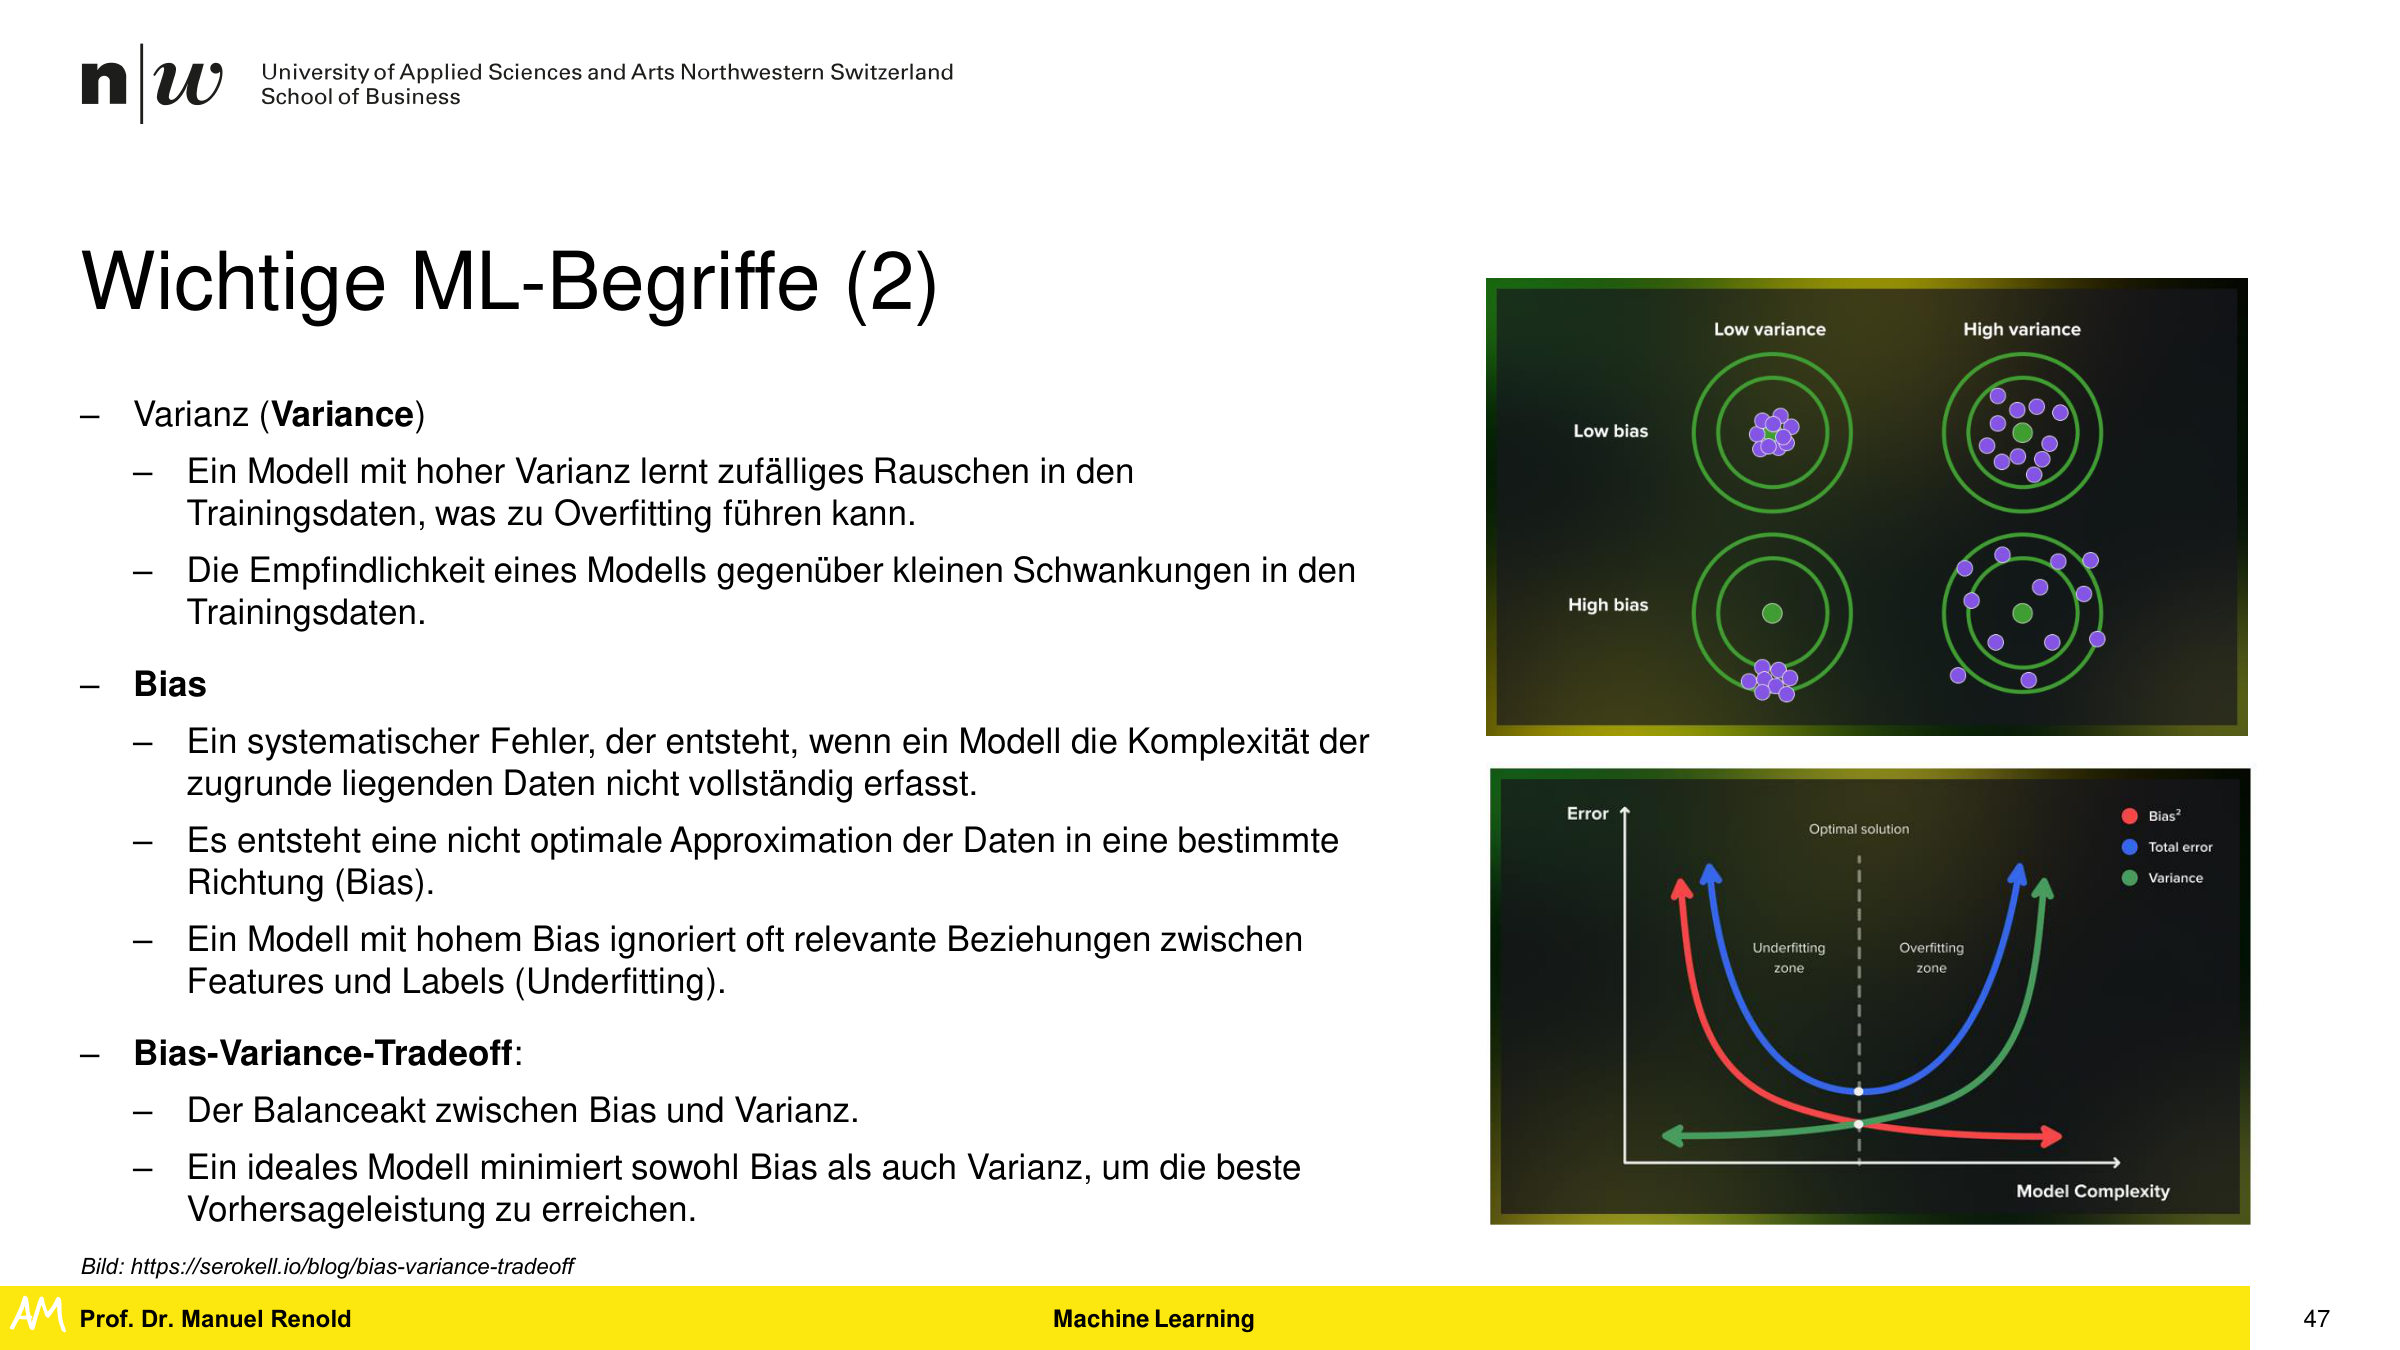 n|w University of Applied Sciences and Arts Northwestern Switzerland
School of Business
Wichtige ML-Begriffe (2)
– Varianz (Variance)
– Ein Modell mit hoher Varianz lernt zufälliges Rauschen in den
Trainingsdaten, was zu Overfitting führen kann.
– Die Empfindlichkeit eines Modells gegenüber kleinen Schwankungen in den
Trainingsdaten.
– Bias
– Ein systematischer Fehler, der entsteht, wenn ein Modell die Komplexität der
zugrunde liegenden Daten nicht vollständig erfasst.
– Es entsteht eine nicht optimale Approximation der Daten in eine bestimmte
Richtung (Bias).
– Ein Modell mit hohem Bias ignoriert oft relevante Beziehungen zwischen
Features und Labels (Underfitting).
– Bias-Variance-Tradeoff:
– Der Balanceakt zwischen Bias und Varianz.
– Ein ideales Modell minimiert sowohl Bias als auch Varianz, um die beste
Vorhersageleistung zu erreichen.
Low variance High variance
Low bias
High bias
Error
Optimal solution
Bias²
Total error
Variance
Underfitting
zone
Overfitting
zone
Model Complexity
Bild: https://serokell.io/blog/bias-variance-tradeoff
AM Prof. Dr. Manuel Renold Machine Learning 47